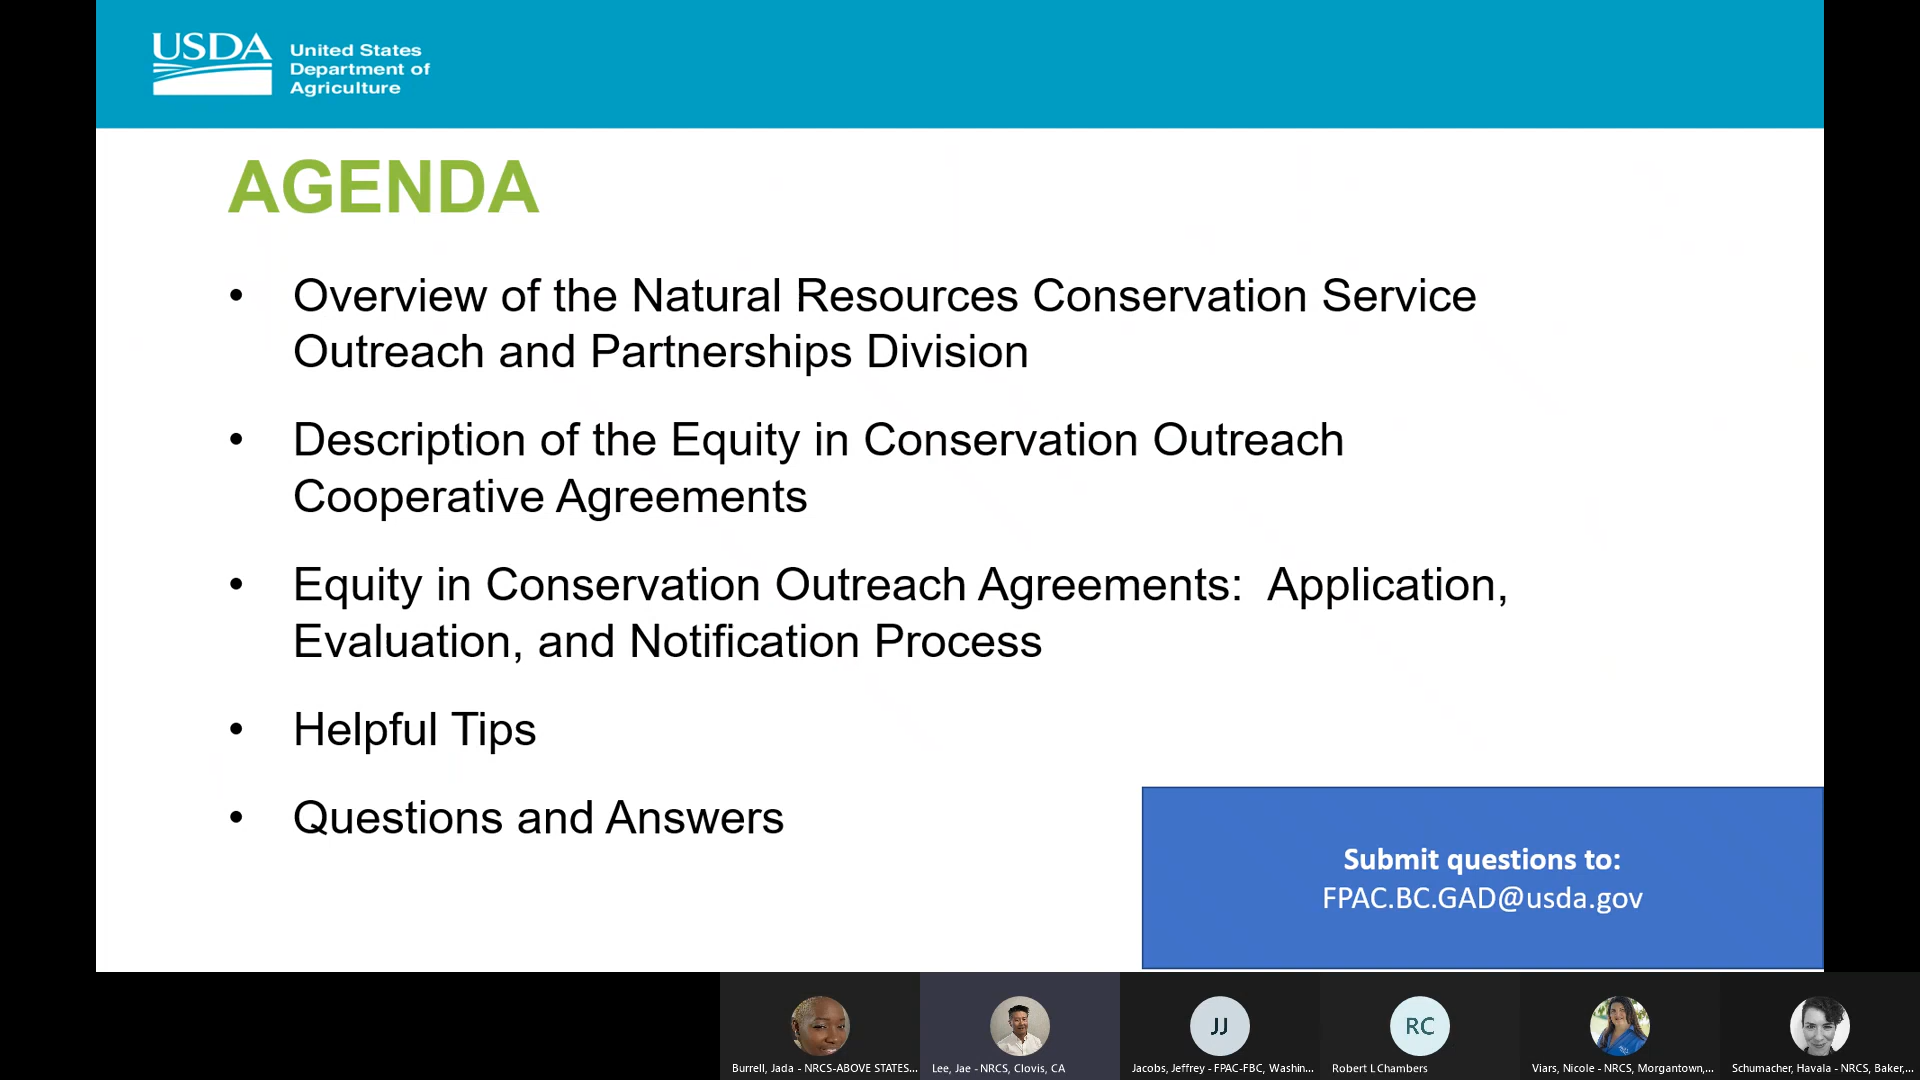 USDA
United States
Department of
Agriculture
AGENDA
• Overview of the Natural Resources Conservation Service
Outreach and Partnerships Division
• Description of the Equity in Conservation Outreach
Cooperative Agreements
• Equity in Conservation Outreach Agreements:  Application,
Evaluation, and Notification Process
• Helpful Tips
• Questions and Answers
Submit questions to:
FPAC.BC.GAD@usda.gov
JJ
RC
Burrell, Jada - NRCS-ABOVE STATES...
Lee, Jae - NRCS, Clovis, CA
Jacobs, Jeffrey - FPAC-FBC, Washin...
Robert L Chambers
Viars, Nicole - NRCS, Morgantown,...
Schumacher, Havala - NRCS, Baker,...